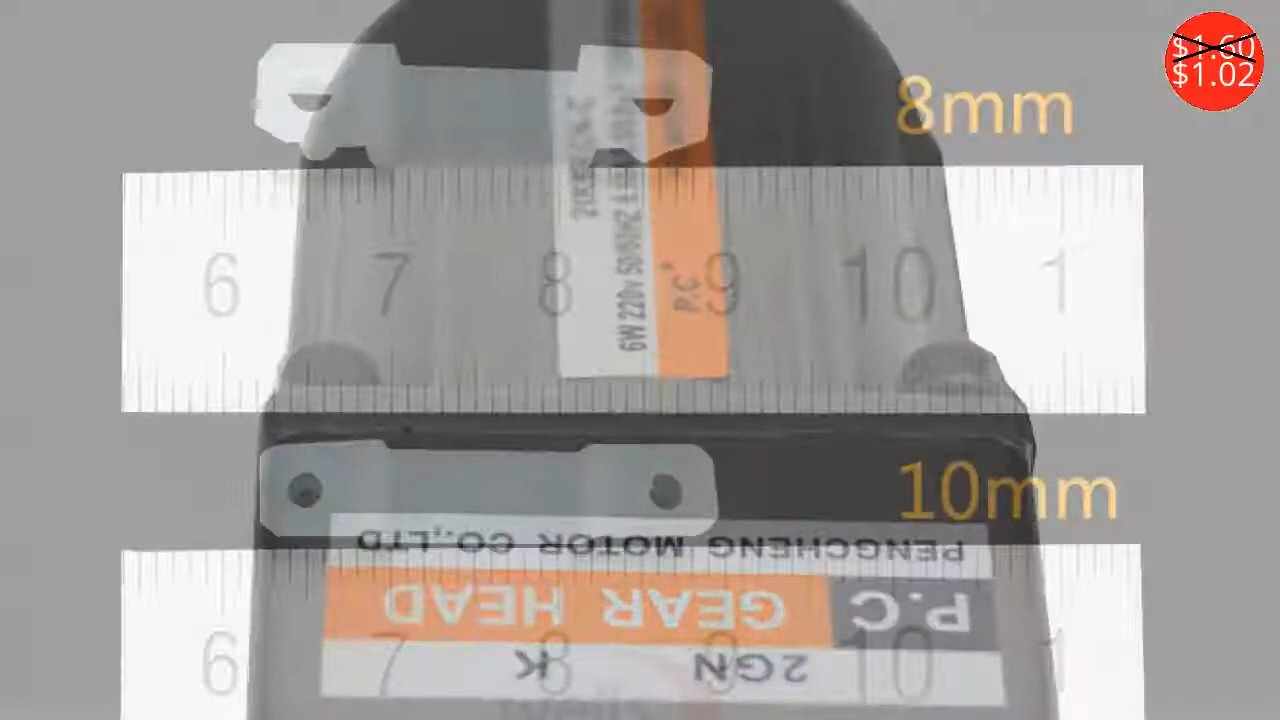 $1.60
$1.02
8mm
6 7 8 9 10 1
6W 220v 50/60HZ
P.C
10mm
PENGCHENG MOTOR CO.,LTD
P.C GEAR HEAD
2GN K
6 7 8 9 10 1